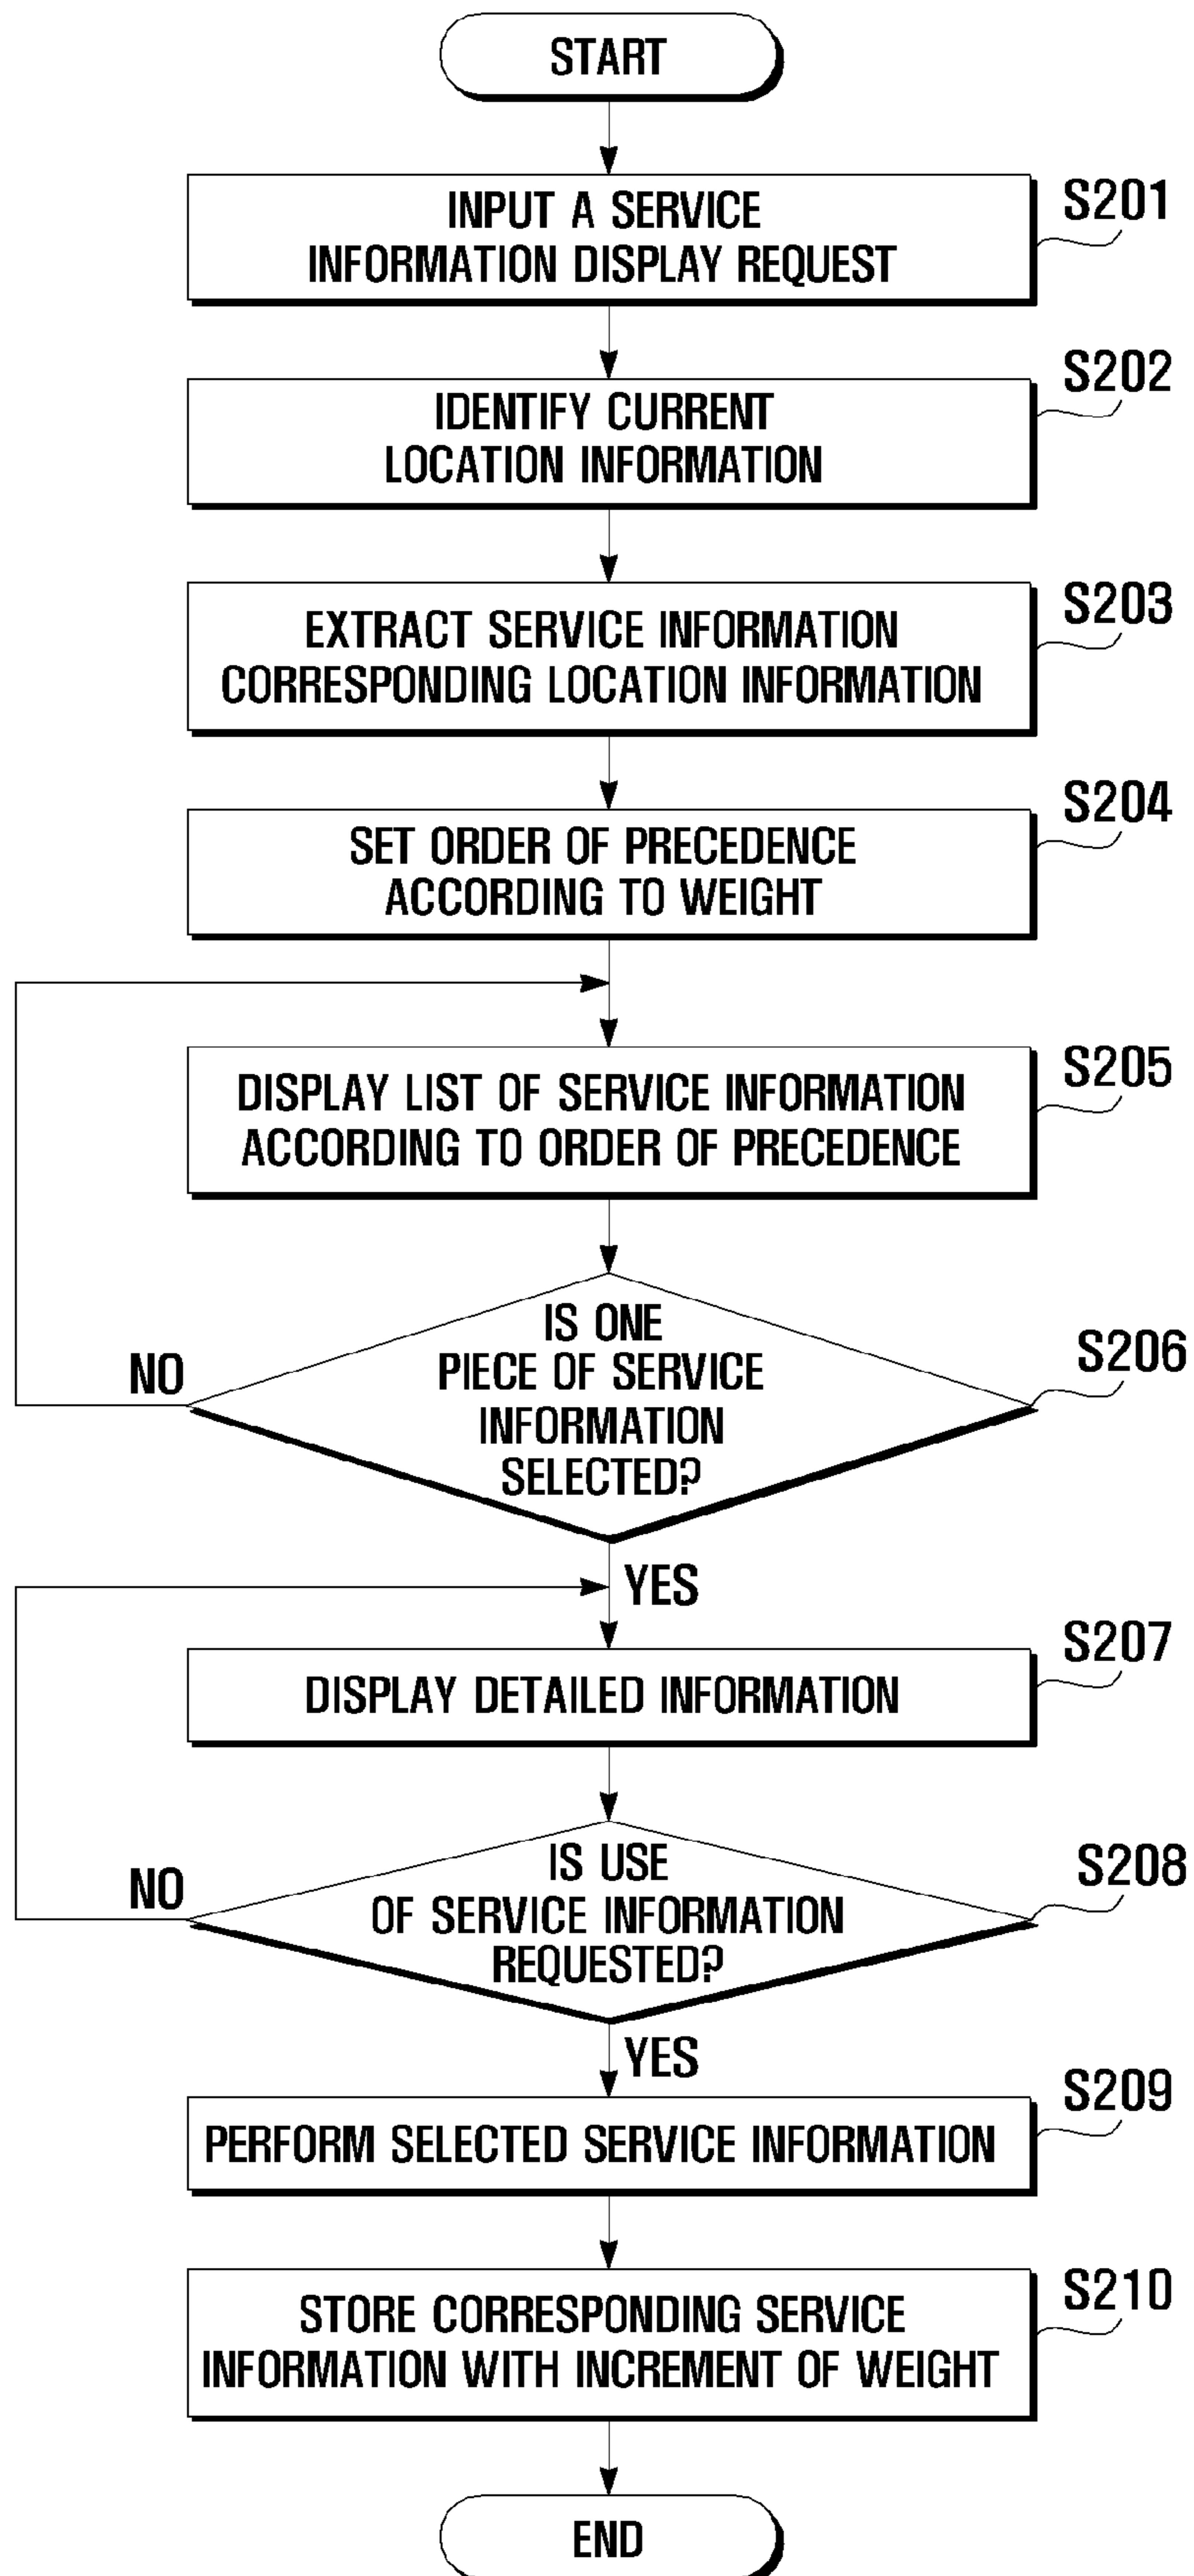 START
INPUT A SERVICE
INFORMATION DISPLAY REQUEST
S201
IDENTIFY CURRENT
LOCATION INFORMATION
S202
EXTRACT SERVICE INFORMATION
CORRESPONDING LOCATION INFORMATION
S203
SET ORDER OF PRECEDENCE
ACCORDING TO WEIGHT
S204
DISPLAY LIST OF SERVICE INFORMATION
ACCORDING TO ORDER OF PRECEDENCE
S205
IS ONE
PIECE OF SERVICE
INFORMATION
SELECTED?
S206
NO
YES
DISPLAY DETAILED INFORMATION
S207
IS USE
OF SERVICE INFORMATION
REQUESTED?
S208
NO
YES
PERFORM SELECTED SERVICE INFORMATION
S209
STORE CORRESPONDING SERVICE
INFORMATION WITH INCREMENT OF WEIGHT
S210
END